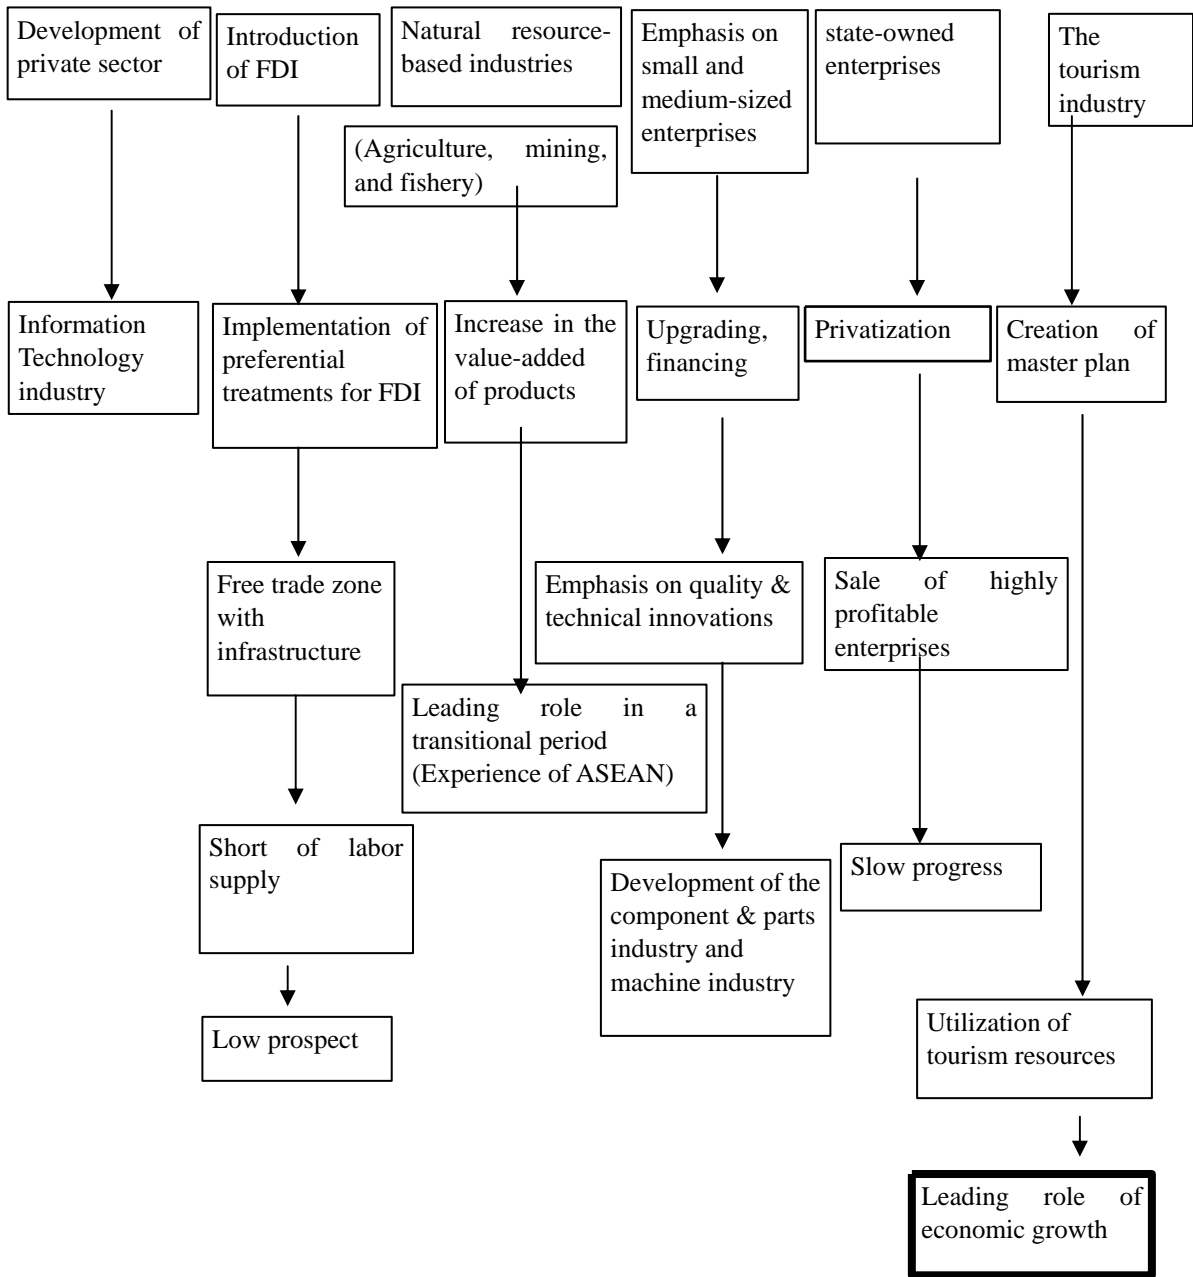 Development of
private sector
Introduction
of FDI
Natural resource-
based industries
Emphasis on
small and
medium-sized
enterprises
state-owned
enterprises
The
tourism
industry
(Agriculture, mining,
and fishery)
Information
Technology
industry
Implementation of
preferential
treatments for FDI
Increase in the
value-added
of products
Upgrading,
financing
Privatization
Creation of
master plan
Free trade zone
with
infrastructure
Emphasis on quality &
technical innovations
Sale of highly
profitable
enterprises
Leading role in a
transitional period
(Experience of ASEAN)
Short of labor
supply
Development of the
component & parts
industry and
machine industry
Slow progress
Low prospect
Utilization of
tourism resources
Leading role of
economic growth